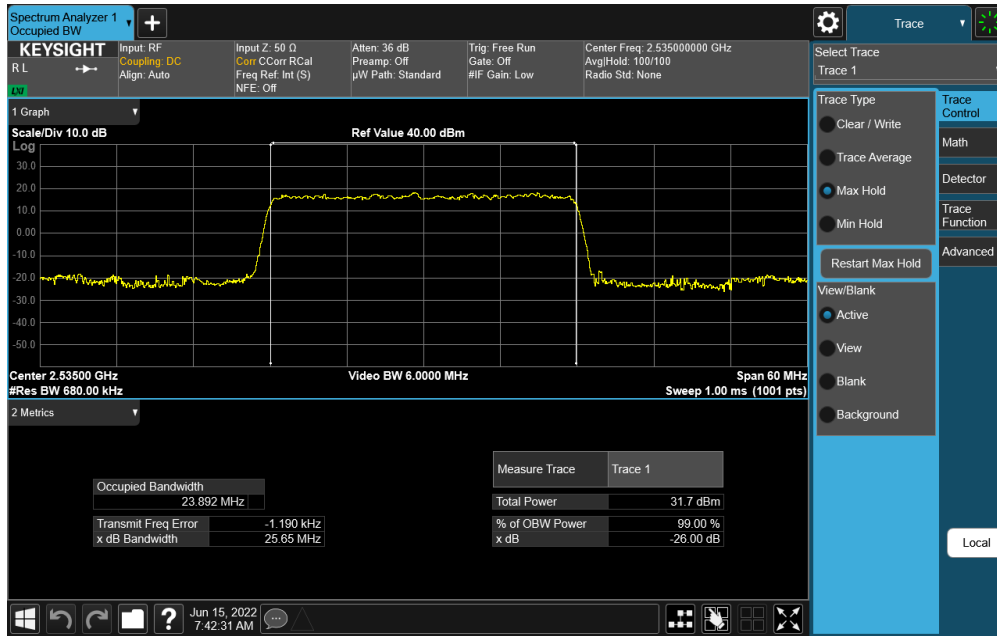 Spectrum Analyzer 1
Occupied BW
Trace
KEYSIGHT
R L
LXI
Input: RF
Coupling: DC
Align: Auto
Input Z: 50 Ω
Corr CCorr RCal
Freq Ref: Int (S)
NFE: Off
Atten: 36 dB
Preamp: Off
µW Path: Standard
Trig: Free Run
Gate: Off
#IF Gain: Low
Center Freq: 2.535000000 GHz
Avg|Hold: 100/100
Radio Std: None
Select Trace
Trace 1
1 Graph
Scale/Div 10.0 dB
Ref Value 40.00 dBm
Log
30.0
20.0
10.0
0.00
-10.0
-20.0
-30.0
-40.0
-50.0
Center 2.53500 GHz
Video BW 6.0000 MHz
Span 60 MHz
#Res BW 680.00 kHz
Sweep 1.00 ms (1001 pts)
Trace Type
Clear / Write
Trace Average
Max Hold
Min Hold
Restart Max Hold
View/Blank
Active
View
Blank
Background
Trace
Control
Math
Detector
Trace
Function
Advanced
Local
2 Metrics
Occupied Bandwidth
23.892 MHz
Transmit Freq Error -1.190 kHz
x dB Bandwidth 25.65 MHz
Measure Trace Trace 1
Total Power 31.7 dBm
% of OBW Power 99.00 %
x dB -26.00 dB
?
Jun 15, 2022
7:42:31 AM